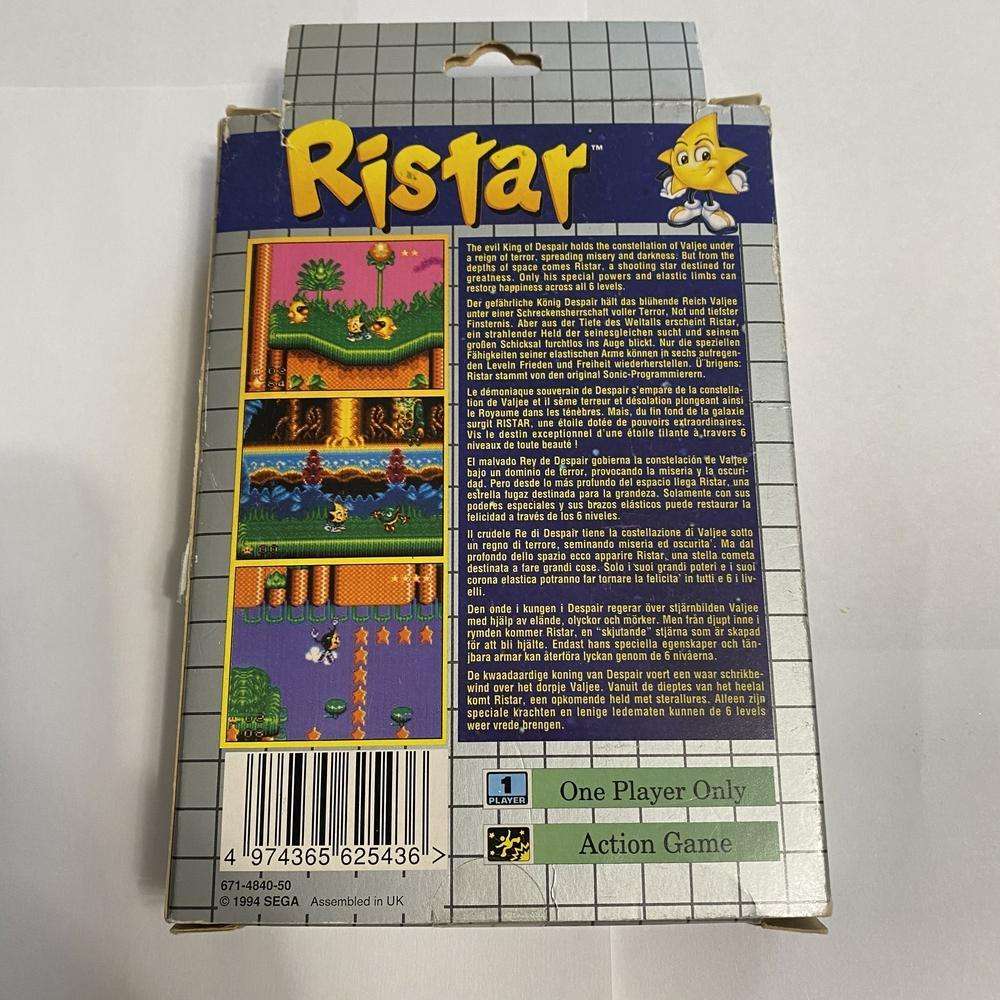 Ristar™
The evil King of Despair holds the constellation of Valjee under
a reign of terror, spreading misery and darkness. But from the
depths of space comes Ristar, a shooting star destined for
greatness. Only his special powers and elastic limbs can
restore happiness across all 6 levels.
Der gefährliche König Despair hält das blühende Reich Valjee
unter einer Schreckensherrschaft voller Terror, Not und tiefster
Finsternis. Aber aus der Tiefe des Weltalls erscheint Ristar,
ein strahlender Held der seinesgleichen sucht und seinem
großen Schicksal furchtlos ins Auge blickt. Nur die speziellen
Fähigkeiten seiner elastischen Arme können in sechs aufregen-
den Leveln Frieden und Freiheit wiederherstellen. U¨brigens:
Ristar stammt von den original Sonic-Programmierern.
Le démoniaque souverain de Despair s'empare de la constella-
tion de Valjee et il sème terreur et désolation plongeant ainsi
le Royaume dans les ténèbres. Mais, du fin fond de la galaxie
surgit RISTAR, une étoile dotée de pouvoirs extraordinaires.
Vis le destin exceptionnel d'une étoile filante à travers 6
niveaux de toute beauté !
El malvado Rey de Despair gobierna la constelación de Valjee
bajo un dominio de terror, provocando la miseria y la oscuri-
dad. Pero desde lo más profundo del espacio llega Ristar, una
estrella fugaz destinada para la grandeza. Solamente con sus
poderes especiales y sus brazos elásticos puede restaurar la
felicidad a través de los 6 niveles.
Il crudele Re di Despair tiene la costellazione di Valjee sotto
un regno di terrore, seminando miseria ed oscurita'. Ma dal
profondo dello spazio ecco apparire Ristar, una stella cometa
destinata a fare grandi cose. Solo i suoi grandi poteri e i suoi
corona elastica potranno far tornare la felicita' in tutti e 6 i liv-
elli.
Den onde i kungen i Despair regerar över stjärnbilden Valjee
med hjälp av elände, olyckor och mörker. Men från djupt inne i
rymden kommer Ristar, en "skjutande" stjärna som är skapad
för att bli hjälte. Endast hans speciella egenskaper och tän-
jbara armar kan återföra lyckan genom de 6 nivåerna.
De kwaadaardige koning van Despair voert een waar schrikbe-
wind over het dorpje Valjee. Vanuit de dieptes van het heelal
komt Ristar, een opkomende held met sterallures. Alleen zijn
speciale krachten en lenige ledematen kunnen de 6 levels
weer vrede brengen.
1
PLAYER
One Player Only
Action Game
4 974365 625436 >
671-4840-50
© 1994 SEGA Assembled in UK